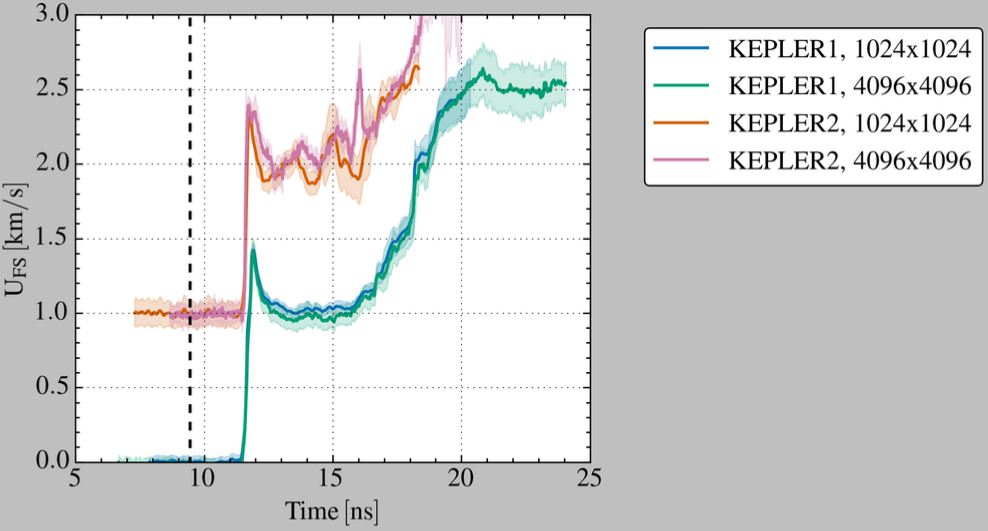 3.0
2.5
2.0
1.5
1.0
0.5
0.0
U_FS [km/s]
5 10 15 20 25
Time [ns]
KEPLER1, 1024x1024
KEPLER1, 4096x4096
KEPLER2, 1024x1024
KEPLER2, 4096x4096